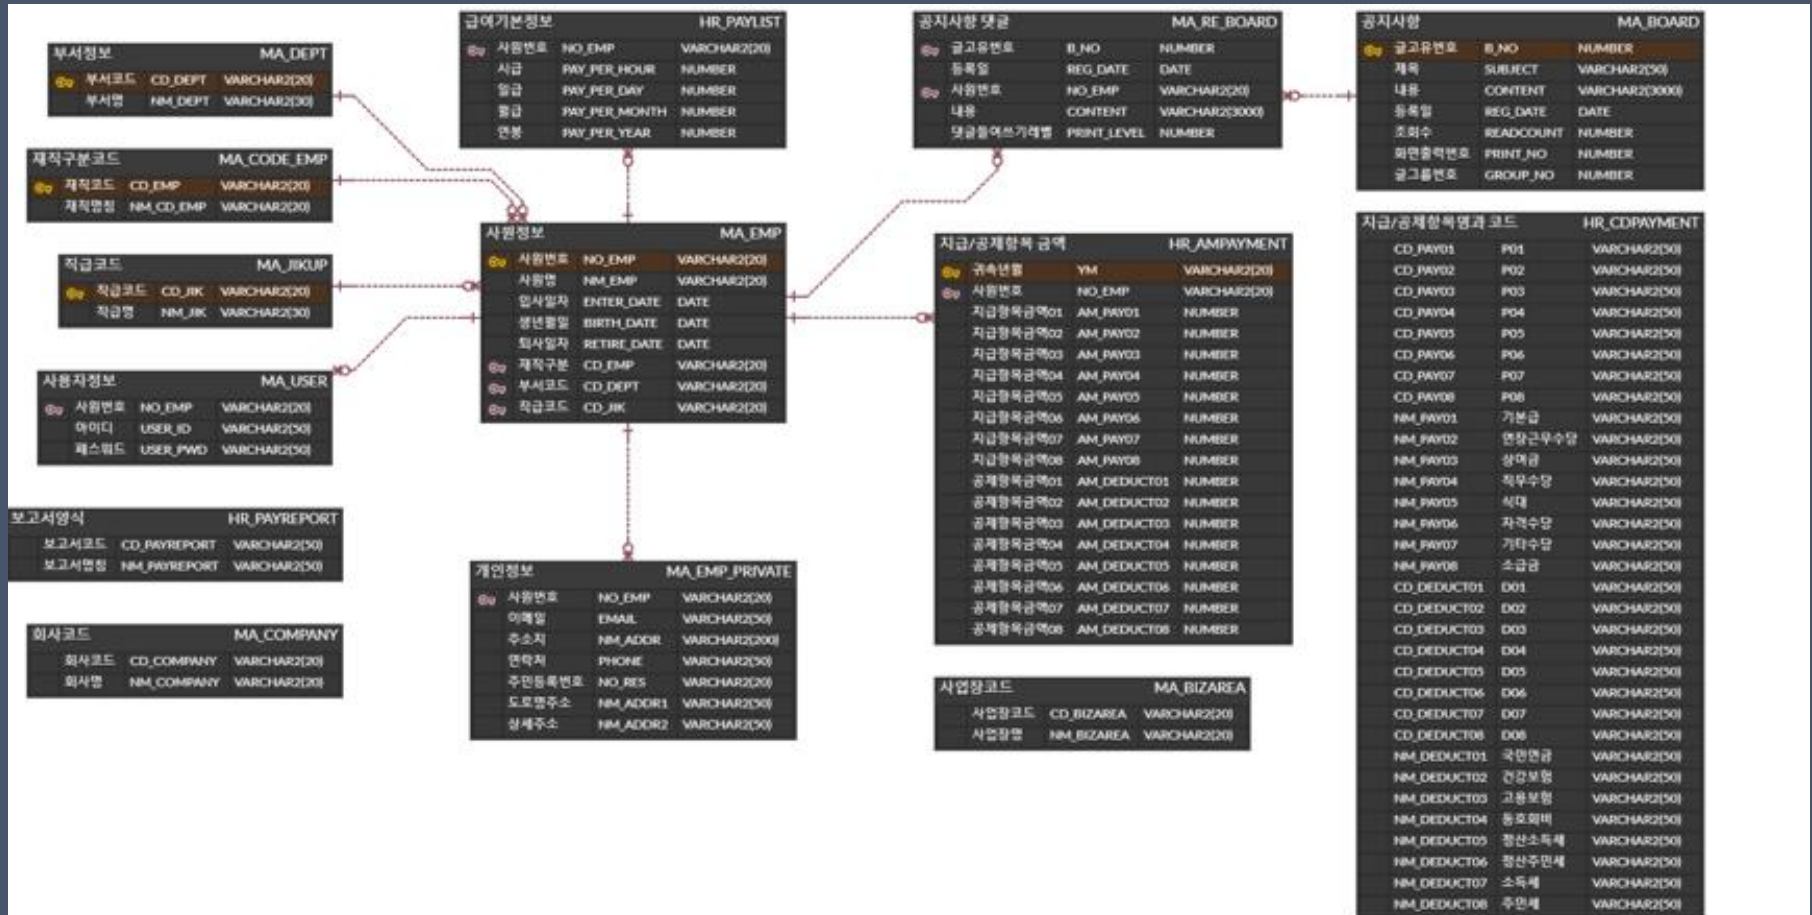 부서정보 MA_DEPT
부서코드 CD_DEPT VARCHAR2(20)
부서명 NM_DEPT VARCHAR2(30)
재직구분코드 MA_CODE_EMP
재직코드 CD_EMP VARCHAR2(20)
재직명칭 NM_CD_EMP VARCHAR2(20)
직급코드 MA_JIKUP
직급코드 CD_JIK VARCHAR2(20)
직급명 NM_JIK VARCHAR2(30)
사용자정보 MA_USER
사원번호 NO_EMP VARCHAR2(20)
아이디 USER_ID VARCHAR2(50)
패스워드 USER_PWD VARCHAR2(50)
보고서양식 HR_PAYREPORT
보고서코드 CD_PAYREPORT VARCHAR2(50)
보고서명칭 NM_PAYREPORT VARCHAR2(50)
회사코드 MA_COMPANY
회사코드 CD_COMPANY VARCHAR2(20)
회사명 NM_COMPANY VARCHAR2(20)
급여기본정보 HR_PAYLIST
사원번호 NO_EMP VARCHAR2(20)
시급 PAY_PER_HOUR NUMBER
일급 PAY_PER_DAY NUMBER
월급 PAY_PER_MONTH NUMBER
연봉 PAY_PER_YEAR NUMBER
사원정보 MA_EMP
사원번호 NO_EMP VARCHAR2(20)
사원명 NM_EMP VARCHAR2(20)
입사일자 ENTER_DATE DATE
생년월일 BIRTH_DATE DATE
퇴사일자 RETIRE_DATE DATE
재직구분 CD_EMP VARCHAR2(20)
부서코드 CD_DEPT VARCHAR2(20)
직급코드 CD_JIK VARCHAR2(20)
개인정보 MA_EMP_PRIVATE
사원번호 NO_EMP VARCHAR2(20)
이메일 EMAIL VARCHAR2(50)
주소지 NM_ADDR VARCHAR2(200)
연락처 PHONE VARCHAR2(50)
주민등록번호 NO_RES VARCHAR2(20)
도로명주소 NM_ADDR1 VARCHAR2(50)
상세주소 NM_ADDR2 VARCHAR2(50)
공지사항 댓글 MA_RE_BOARD
글고유번호 B_NO NUMBER
등록일 REG_DATE DATE
사원번호 NO_EMP VARCHAR2(20)
내용 CONTENT VARCHAR2(3000)
댓글들여쓰기레벨 PRINT_LEVEL NUMBER
지급/공제항목 금액 HR_AMPAYMENT
귀속년월 YM VARCHAR2(20)
사원번호 NO_EMP VARCHAR2(20)
지급항목금액01 AM_PAY01 NUMBER
지급항목금액02 AM_PAY02 NUMBER
지급항목금액03 AM_PAY03 NUMBER
지급항목금액04 AM_PAY04 NUMBER
지급항목금액05 AM_PAY05 NUMBER
지급항목금액06 AM_PAY06 NUMBER
지급항목금액07 AM_PAY07 NUMBER
지급항목금액08 AM_PAY08 NUMBER
공제항목금액01 AM_DEDUCT01 NUMBER
공제항목금액02 AM_DEDUCT02 NUMBER
공제항목금액03 AM_DEDUCT03 NUMBER
공제항목금액04 AM_DEDUCT04 NUMBER
공제항목금액05 AM_DEDUCT05 NUMBER
공제항목금액06 AM_DEDUCT06 NUMBER
공제항목금액07 AM_DEDUCT07 NUMBER
공제항목금액08 AM_DEDUCT08 NUMBER
사업장코드 MA_BIZAREA
사업장코드 CD_BIZAREA VARCHAR2(20)
사업장명 NM_BIZAREA VARCHAR2(20)
공지사항 MA_BOARD
글고유번호 B_NO NUMBER
제목 SUBJECT VARCHAR2(50)
내용 CONTENT VARCHAR2(3000)
등록일 REG_DATE DATE
조회수 READCOUNT NUMBER
화면출력번호 PRINT_NO NUMBER
글그룹번호 GROUP_NO NUMBER
지급/공제항목명과 코드 HR_CDPAYMENT
CD_PAY01 P01 VARCHAR2(50)
CD_PAY02 P02 VARCHAR2(50)
CD_PAY03 P03 VARCHAR2(50)
CD_PAY04 P04 VARCHAR2(50)
CD_PAY05 P05 VARCHAR2(50)
CD_PAY06 P06 VARCHAR2(50)
CD_PAY07 P07 VARCHAR2(50)
CD_PAY08 P08 VARCHAR2(50)
NM_PAY01 기본급 VARCHAR2(50)
NM_PAY02 연장근무수당 VARCHAR2(50)
NM_PAY03 상여금 VARCHAR2(50)
NM_PAY04 직무수당 VARCHAR2(50)
NM_PAY05 식대 VARCHAR2(50)
NM_PAY06 자격수당 VARCHAR2(50)
NM_PAY07 기타수당 VARCHAR2(50)
NM_PAY08 소급금 VARCHAR2(50)
CD_DEDUCT01 D01 VARCHAR2(50)
CD_DEDUCT02 D02 VARCHAR2(50)
CD_DEDUCT03 D03 VARCHAR2(50)
CD_DEDUCT04 D04 VARCHAR2(50)
CD_DEDUCT05 D05 VARCHAR2(50)
CD_DEDUCT06 D06 VARCHAR2(50)
CD_DEDUCT07 D07 VARCHAR2(50)
CD_DEDUCT08 D08 VARCHAR2(50)
NM_DEDUCT01 국민연금 VARCHAR2(50)
NM_DEDUCT02 건강보험 VARCHAR2(50)
NM_DEDUCT03 고용보험 VARCHAR2(50)
NM_DEDUCT04 동호회비 VARCHAR2(50)
NM_DEDUCT05 정산소득세 VARCHAR2(50)
NM_DEDUCT06 정산주민세 VARCHAR2(50)
NM_DEDUCT07 소득세 VARCHAR2(50)
NM_DEDUCT08 주민세 VARCHAR2(50)